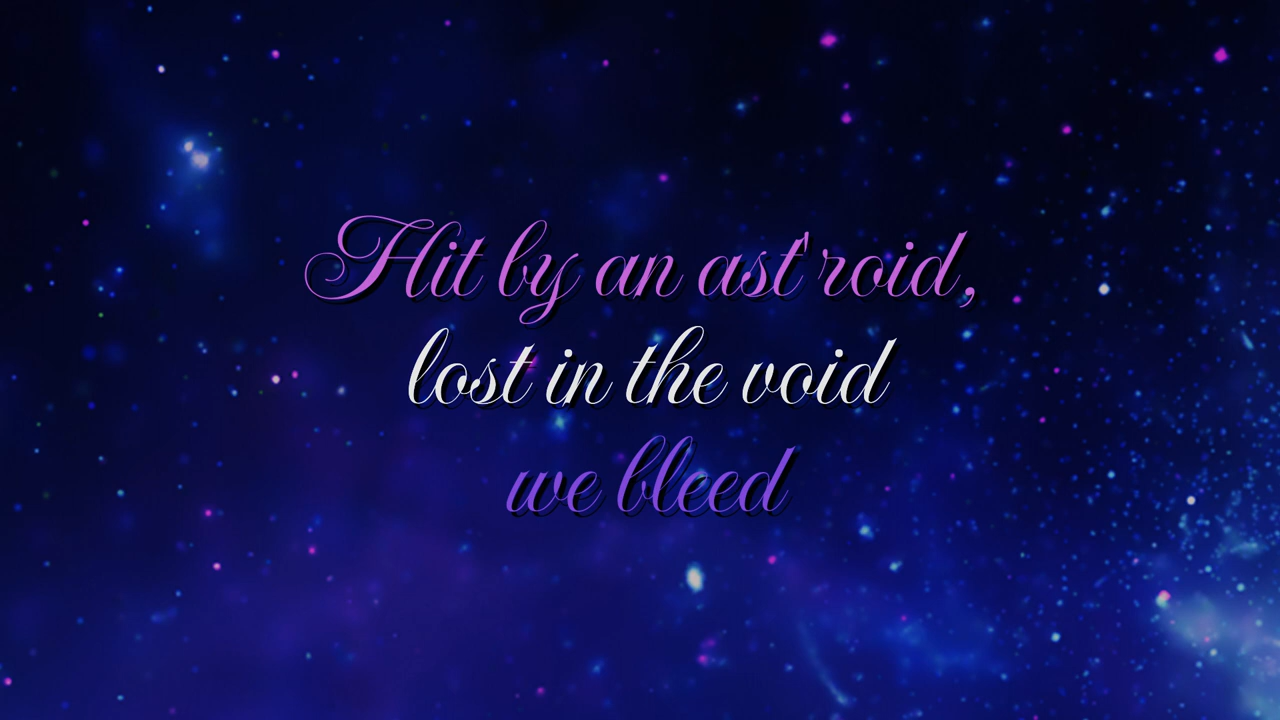 Hit by an ast'roid,
lost in the void
we bleed